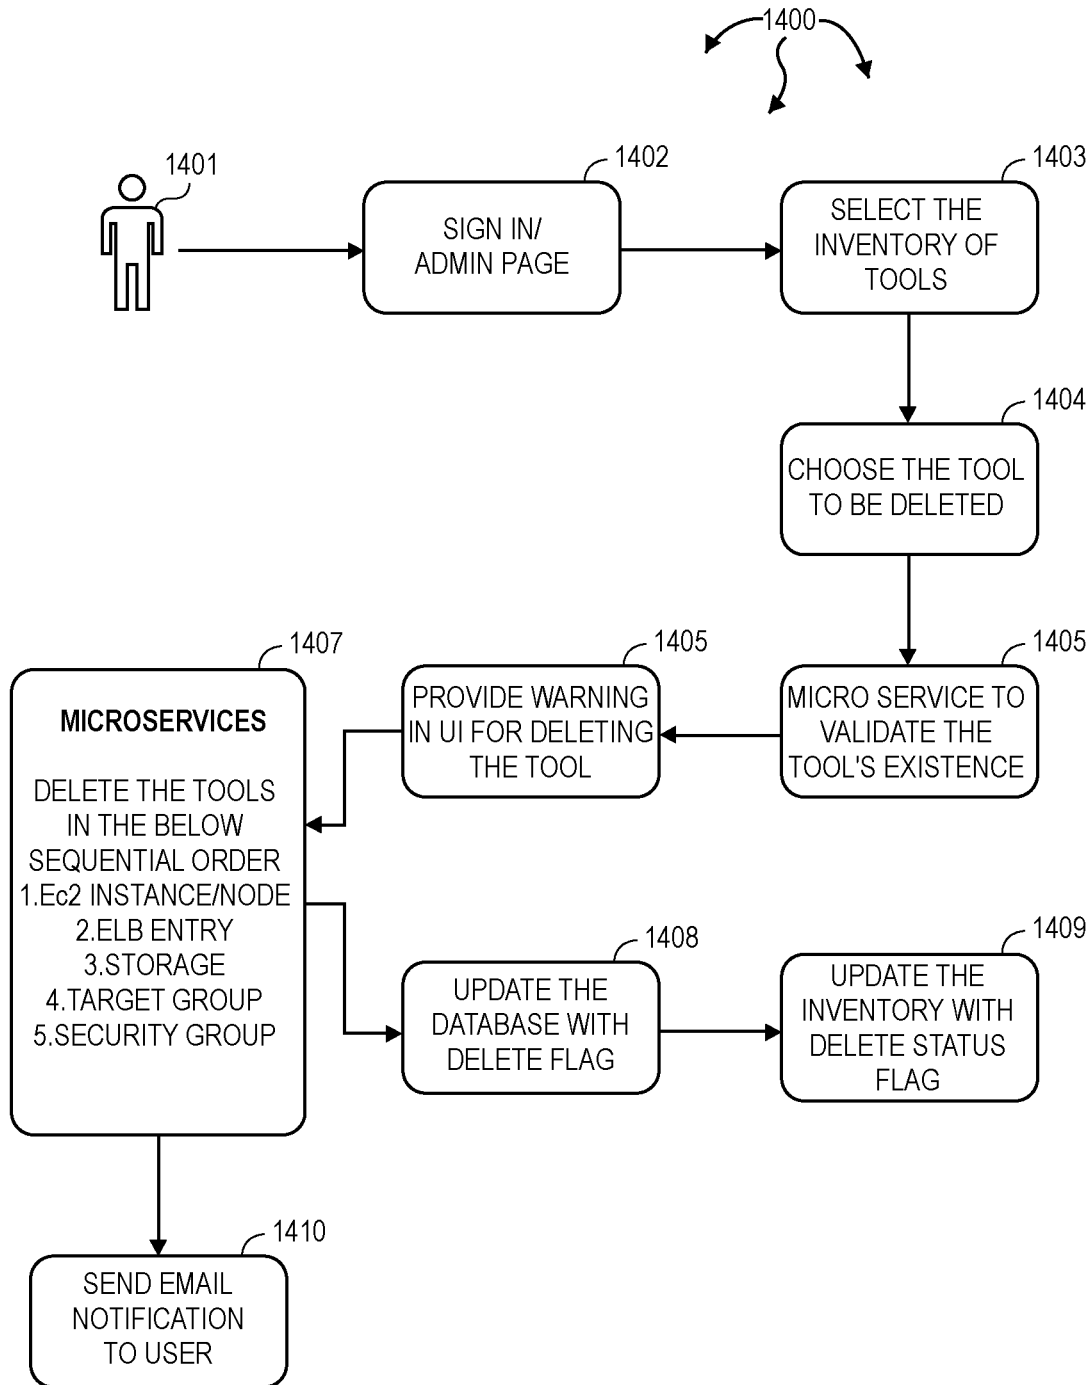 1400
1401
1402
SIGN IN/
ADMIN PAGE
1403
SELECT THE
INVENTORY OF
TOOLS
1404
CHOOSE THE TOOL
TO BE DELETED
1405
MICRO SERVICE TO
VALIDATE THE
TOOL'S EXISTENCE
1405
PROVIDE WARNING
IN UI FOR DELETING
THE TOOL
1407
MICROSERVICES
DELETE THE TOOLS
IN THE BELOW
SEQUENTIAL ORDER
1.Ec2 INSTANCE/NODE
2.ELB ENTRY
3.STORAGE
4.TARGET GROUP
5.SECURITY GROUP
1408
UPDATE THE
DATABASE WITH
DELETE FLAG
1409
UPDATE THE
INVENTORY WITH
DELETE STATUS
FLAG
1410
SEND EMAIL
NOTIFICATION
TO USER